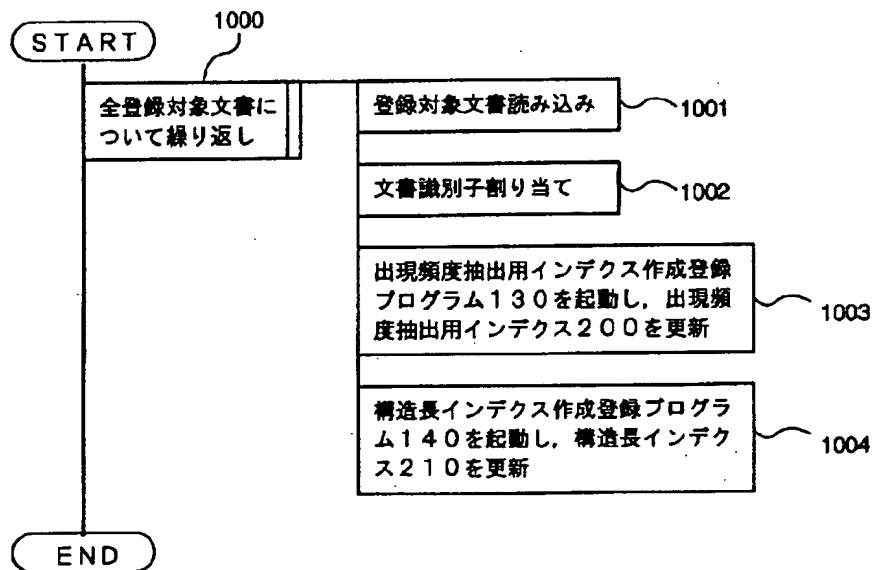 1000
START
全登録対象文書に
ついて繰り返し
登録対象文書読み込み
1001
文書識別子割り当て
1002
出現頻度抽出用インデクス作成登録
プログラム130を起動し，出現頻
度抽出用インデクス200を更新
1003
構造長インデクス作成登録プログラ
ム140を起動し，構造長インデク
ス210を更新
1004
END